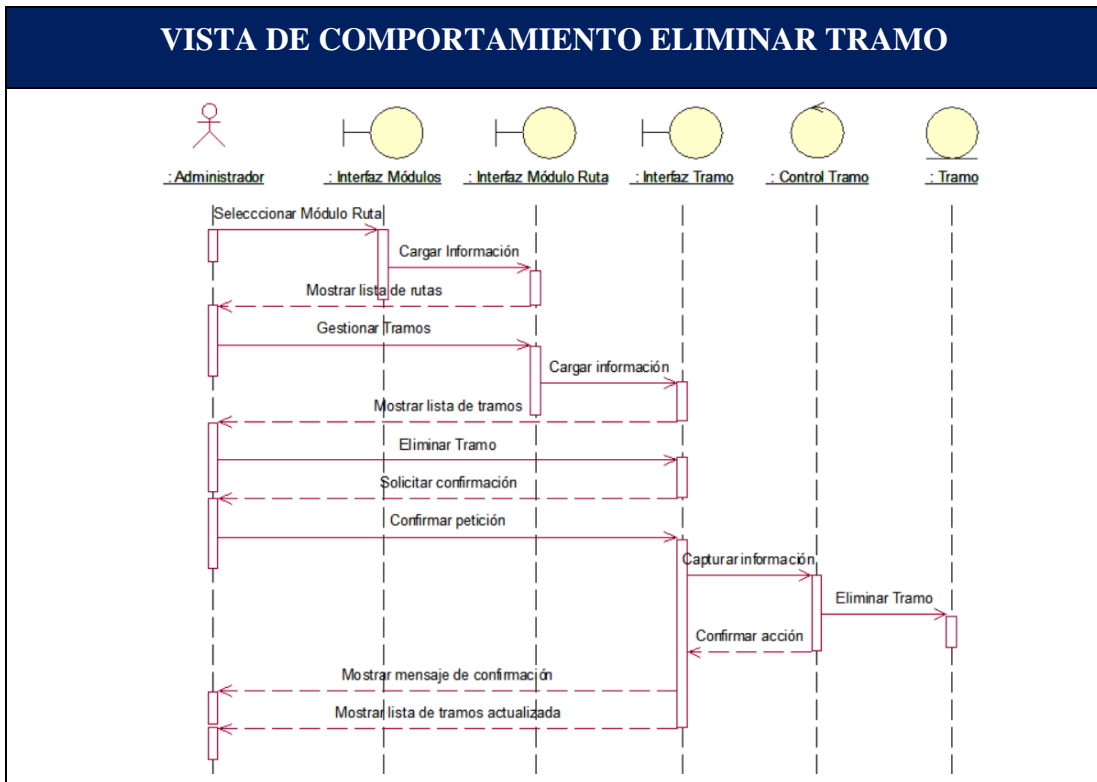 VISTA DE COMPORTAMIENTO ELIMINAR TRAMO
: Administrador
: Interfaz Módulos
: Interfaz Módulo Ruta
: Interfaz Tramo
: Control Tramo
: Tramo
Selecccionar Módulo Ruta
Cargar Información
Mostrar lista de rutas
Gestionar Tramos
Cargar información
Mostrar lista de tramos
Eliminar Tramo
Solicitar confirmación
Confirmar petición
Capturar información
Eliminar Tramo
Confirmar acción
Mostrar mensaje de confirmación
Mostrar lista de tramos actualizada